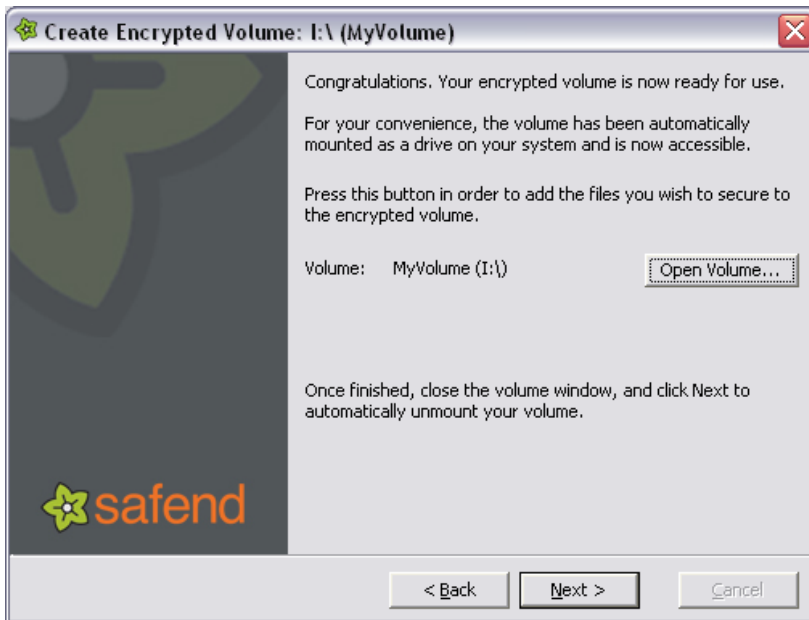 Create Encrypted Volume: I:\ (MyVolume)
Congratulations. Your encrypted volume is now ready for use.
For your convenience, the volume has been automatically
mounted as a drive on your system and is now accessible.
Press this button in order to add the files you wish to secure to
the encrypted volume.
Volume: MyVolume (I:\) Open Volume...
Once finished, close the volume window, and click Next to
automatically unmount your volume.
safend
< Back Next > Cancel